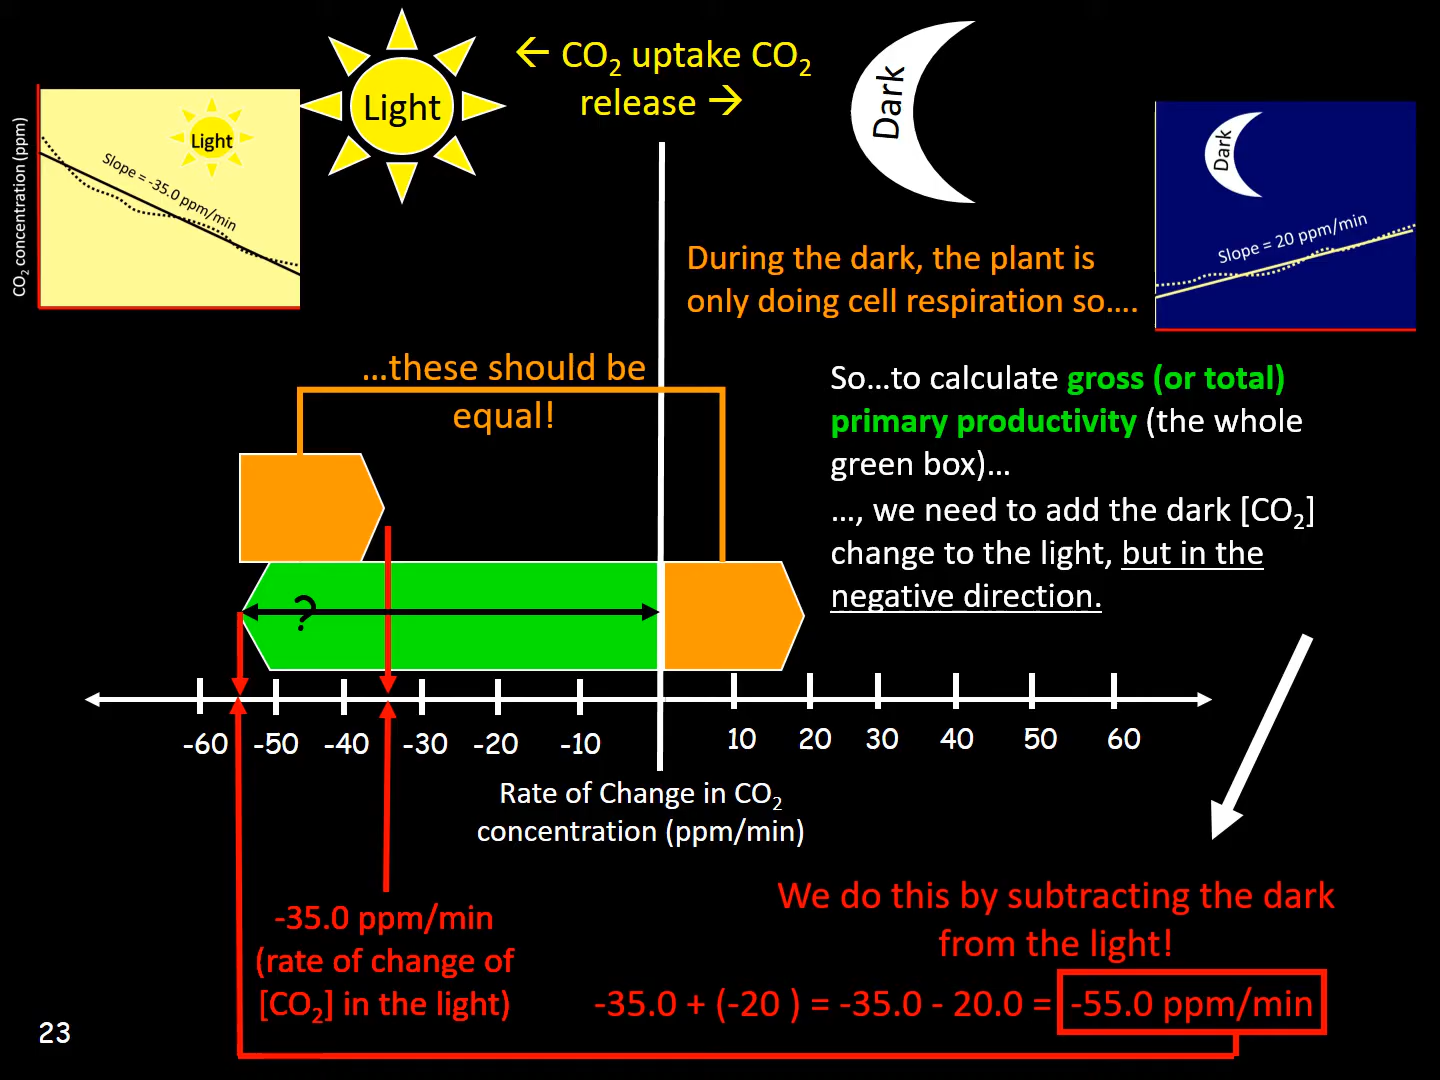 ← CO₂ uptake CO₂
release →
Light
Dark
CO₂ concentration (ppm)
Light
Slope = -35.0 ppm/min
Dark
Slope = 20 ppm/min
During the dark, the plant is
only doing cell respiration so....
...these should be
equal!
So...to calculate gross (or total)
primary productivity (the whole
green box)...
..., we need to add the dark [CO₂]
change to the light, but in the
negative direction.
?
-60 -50 -40 -30 -20 -10 10 20 30 40 50 60
Rate of Change in CO₂
concentration (ppm/min)
-35.0 ppm/min
(rate of change of
[CO₂] in the light)
We do this by subtracting the dark
from the light!
-35.0 + (-20 ) = -35.0 - 20.0 = -55.0 ppm/min
23